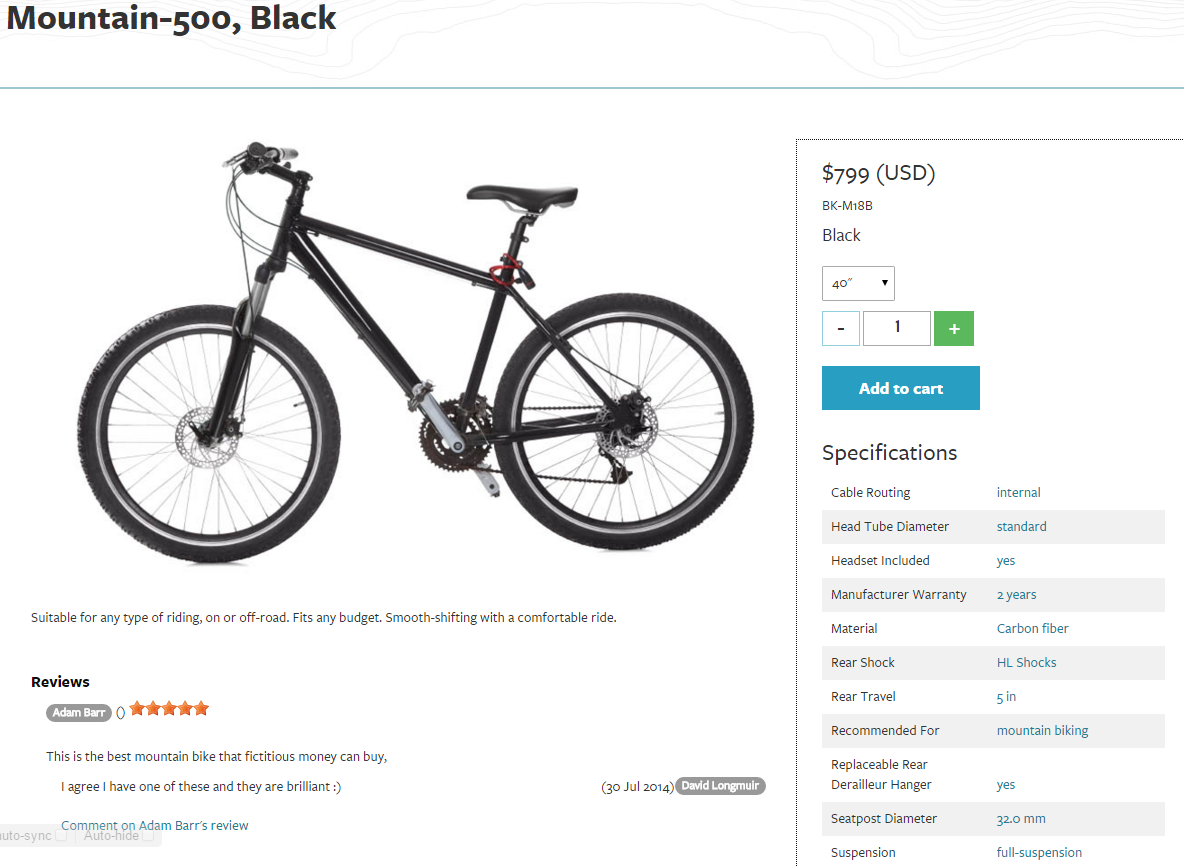 Mountain-500, Black
$799 (USD)
BK-M18B
Black
40"
- 1 +
Add to cart
Specifications
Cable Routing internal
Head Tube Diameter standard
Headset Included yes
Manufacturer Warranty 2 years
Material Carbon fiber
Rear Shock HL Shocks
Rear Travel 5 in
Recommended For mountain biking
Replaceable Rear
Derailleur Hanger yes
Seatpost Diameter 32.0 mm
Suspension full-suspension
Suitable for any type of riding, on or off-road. Fits any budget. Smooth-shifting with a comfortable ride.
Reviews
Adam Barr ()
This is the best mountain bike that fictitious money can buy,
I agree I have one of these and they are brilliant :) (30 Jul 2014) David Longmuir
Comment on Adam Barr's review
uto-sync Auto-hide